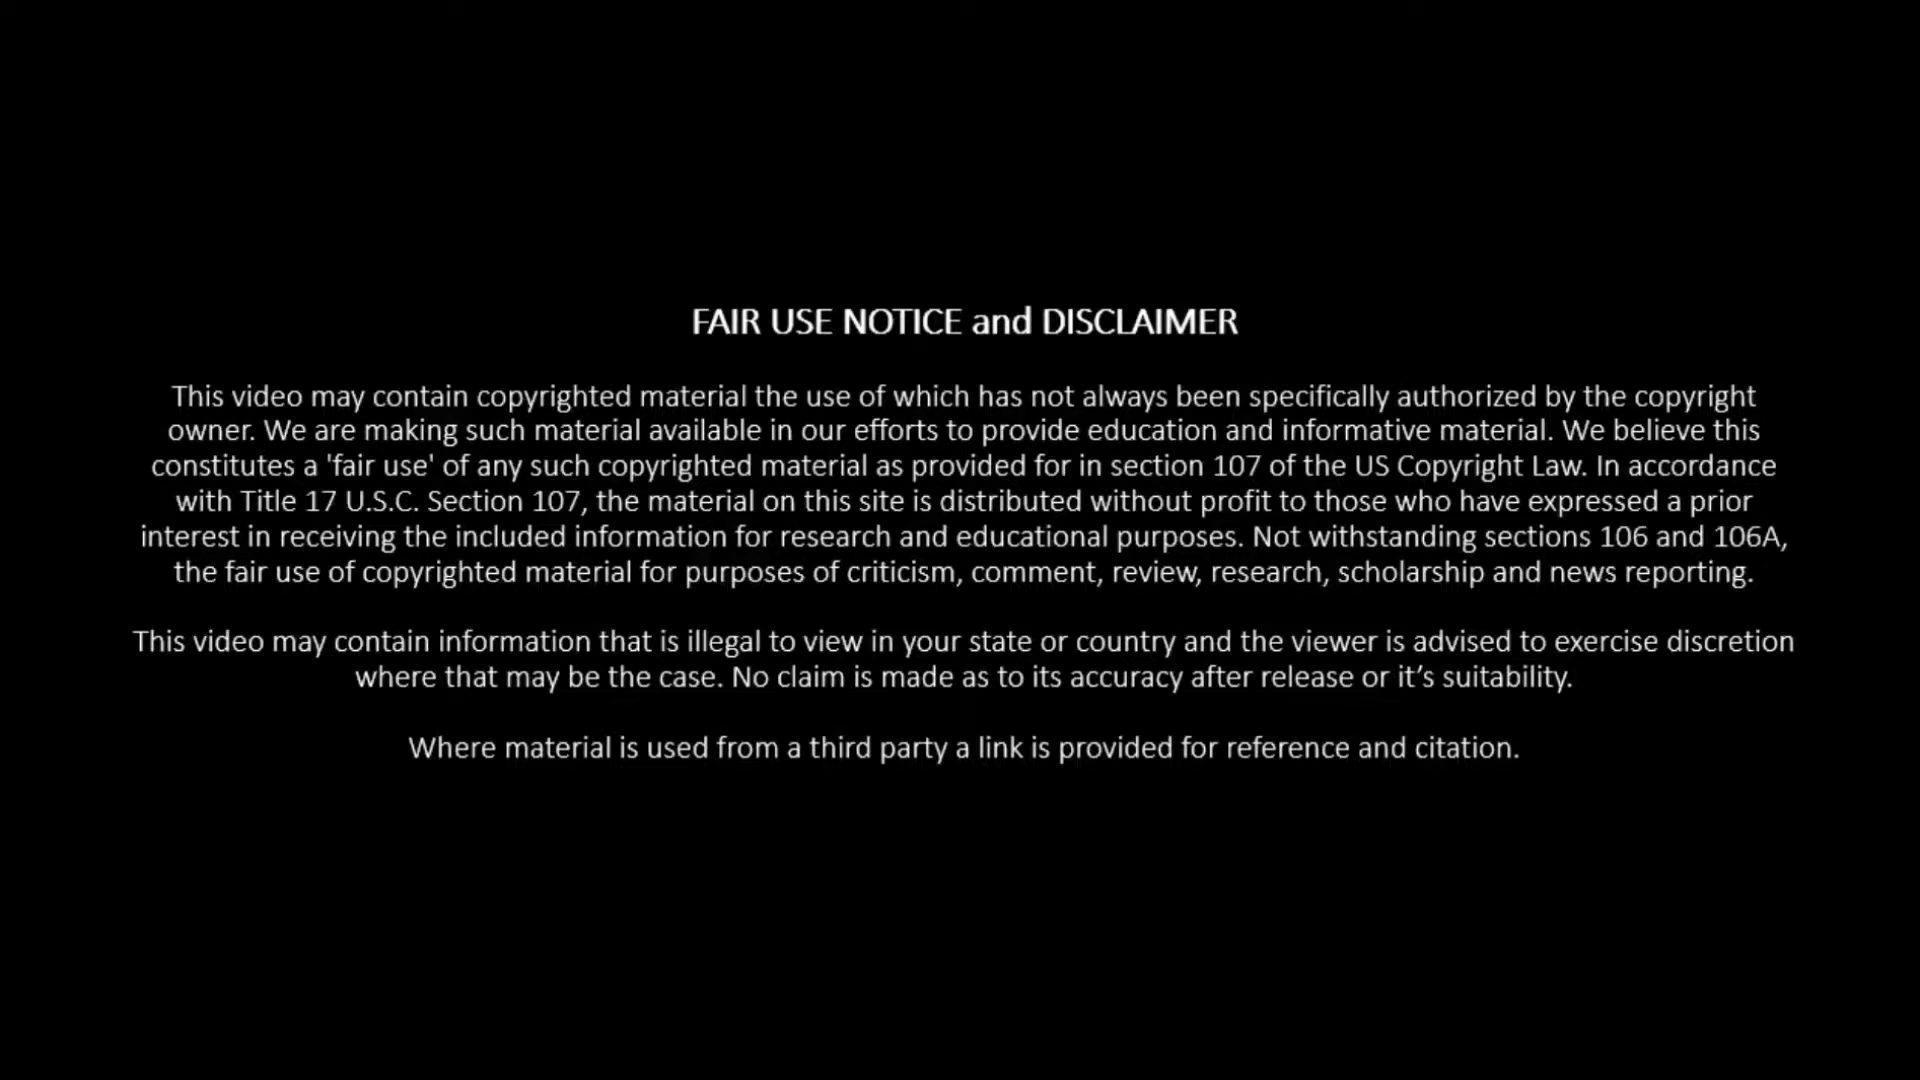 FAIR USE NOTICE and DISCLAIMER
This video may contain copyrighted material the use of which has not always been specifically authorized by the copyright
owner. We are making such material available in our efforts to provide education and informative material. We believe this
constitutes a 'fair use' of any such copyrighted material as provided for in section 107 of the US Copyright Law. In accordance
with Title 17 U.S.C. Section 107, the material on this site is distributed without profit to those who have expressed a prior
interest in receiving the included information for research and educational purposes. Not withstanding sections 106 and 106A,
the fair use of copyrighted material for purposes of criticism, comment, review, research, scholarship and news reporting.
This video may contain information that is illegal to view in your state or country and the viewer is advised to exercise discretion
where that may be the case. No claim is made as to its accuracy after release or it’s suitability.
Where material is used from a third party a link is provided for reference and citation.